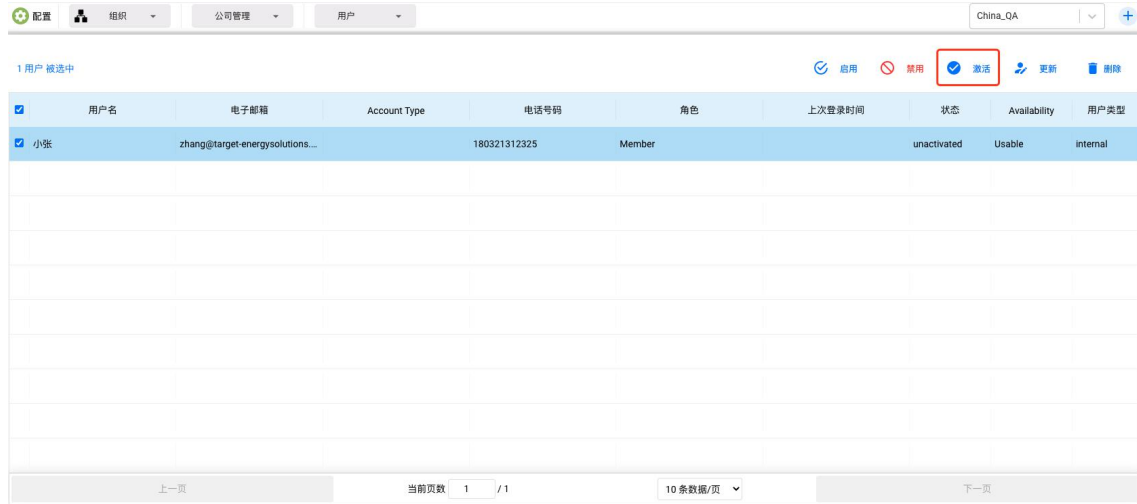 配置 组织 公司管理 用户 China_QA
1 用户 被选中 启用 禁用 激活 更新 删除
用户名 电子邮箱 Account Type 电话号码 角色 上次登录时间 状态 Availability 用户类型
小张 zhang@target-energysolutions... 180321312325 Member unactivated Usable internal
上一页 当前页数 1 / 1 10 条数据/页 下一页